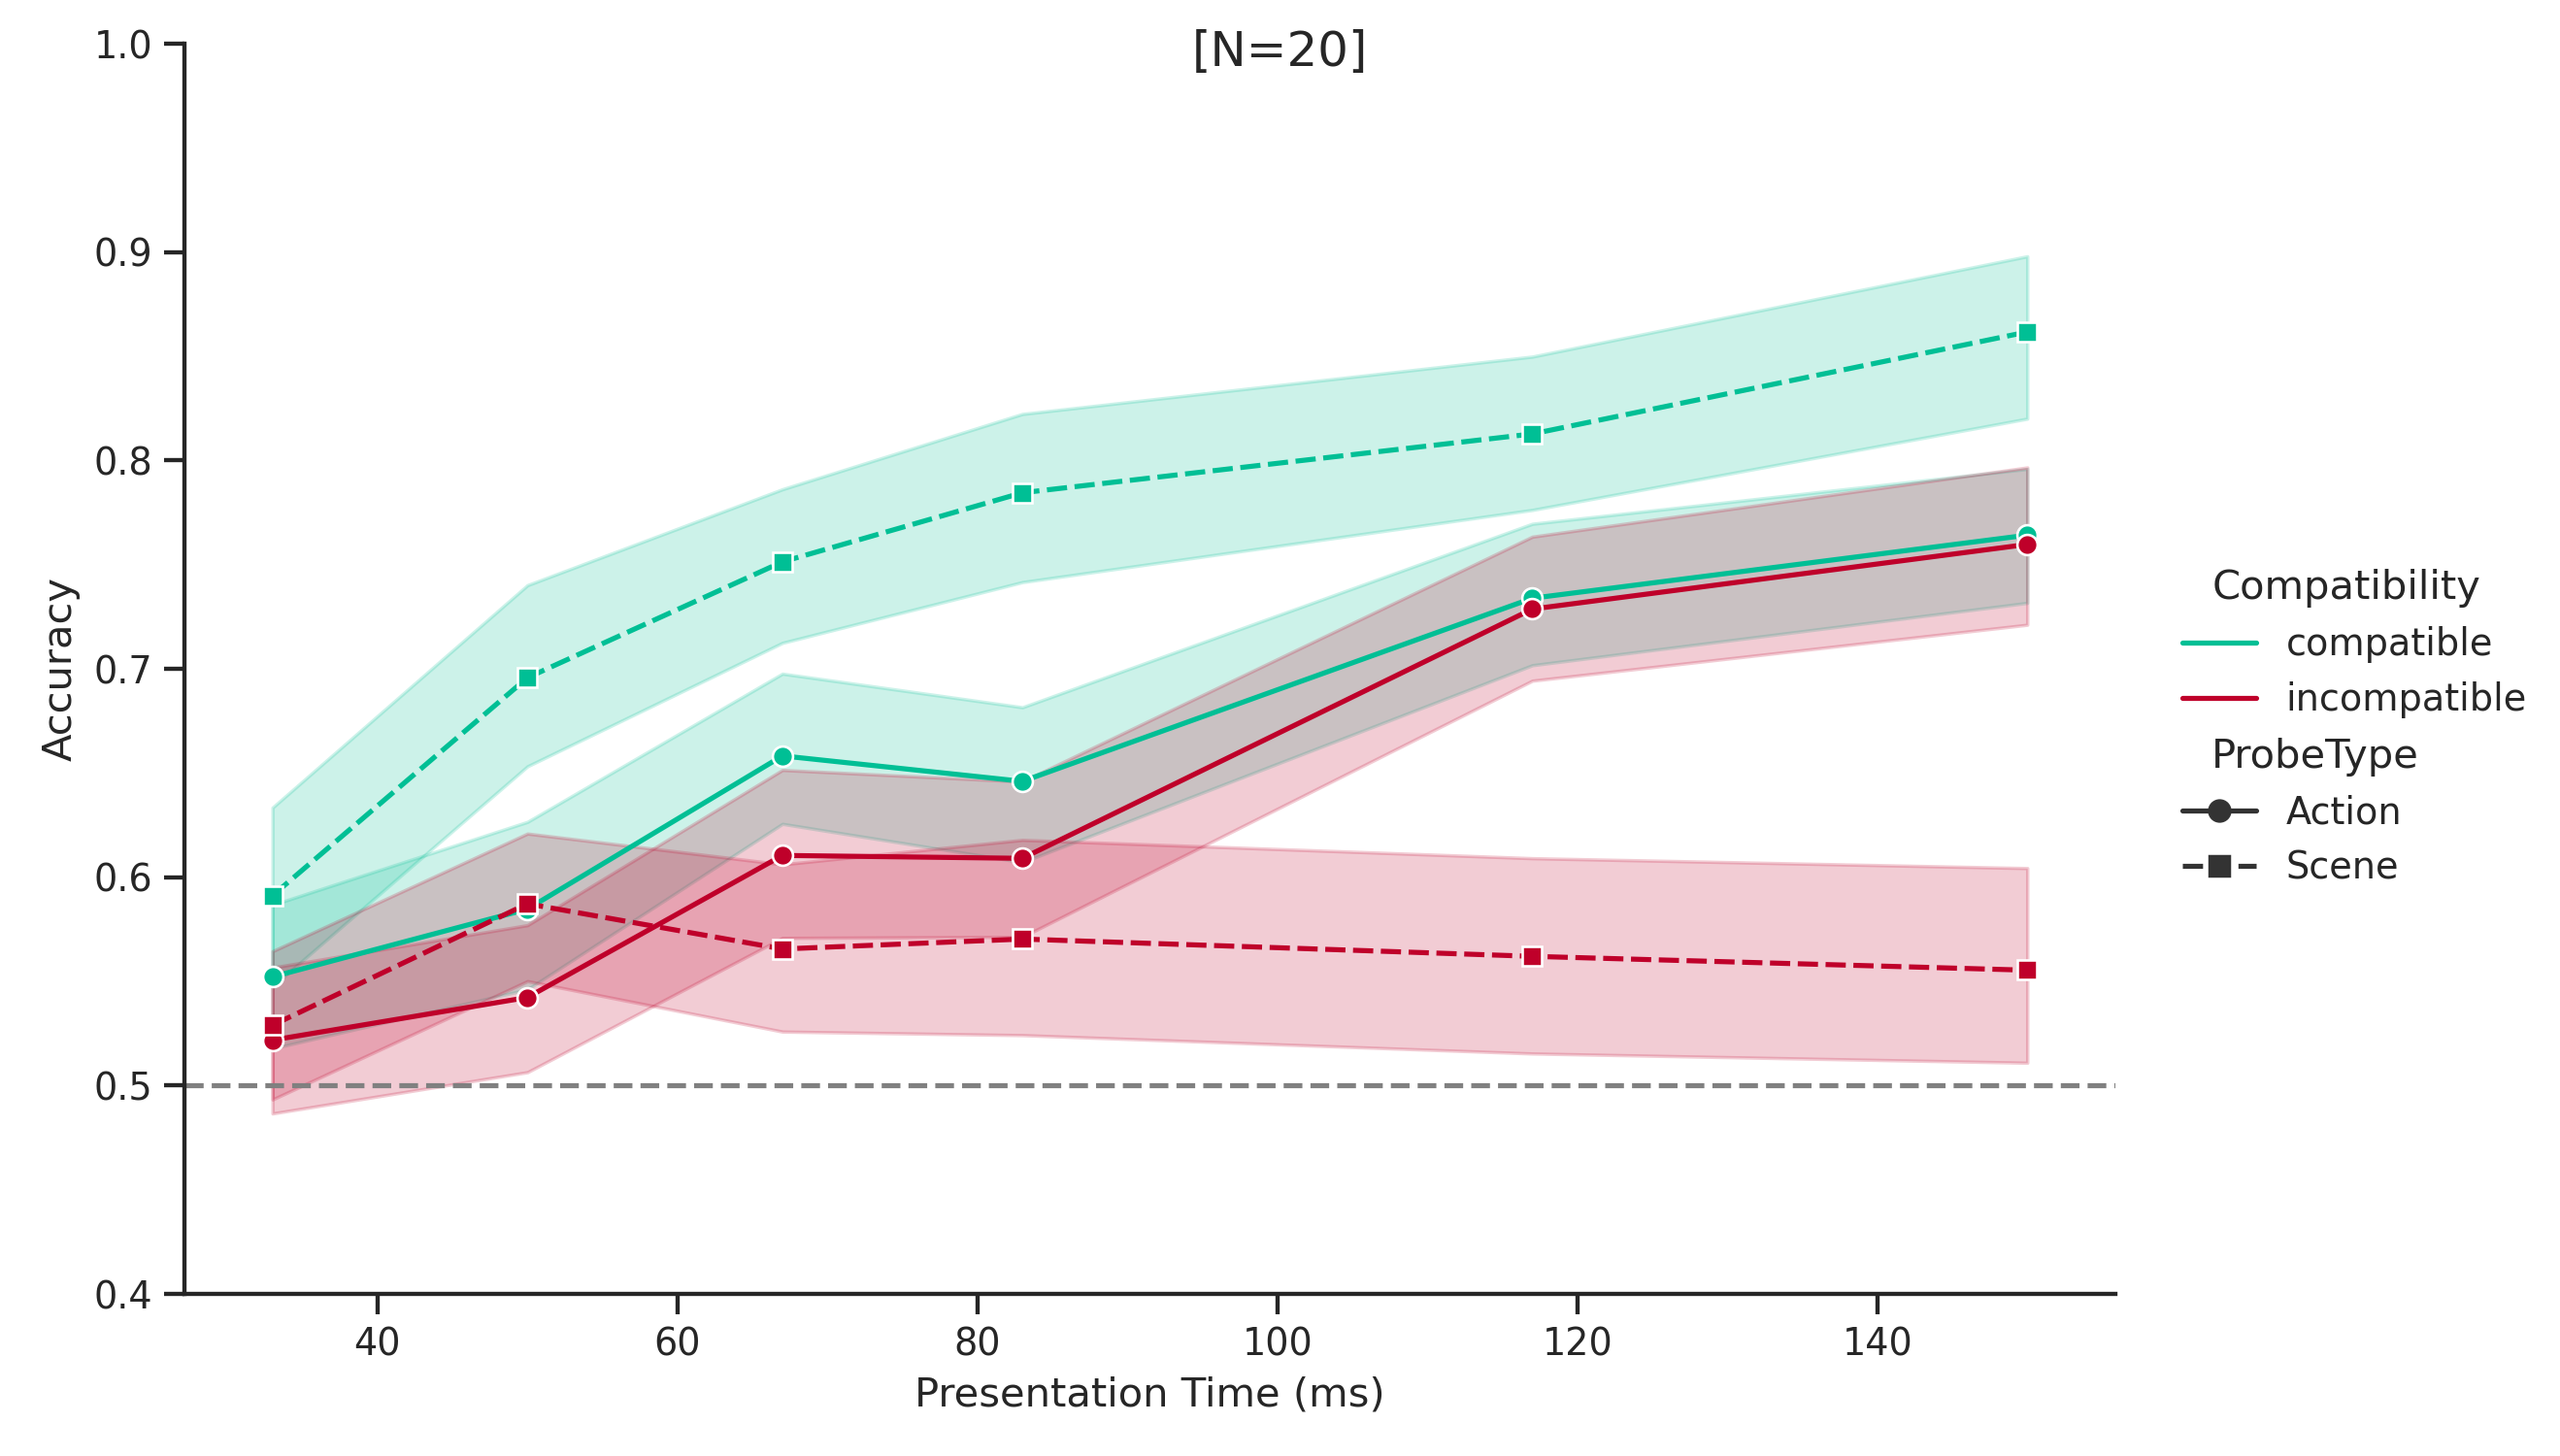 [N=20]
1.0
0.9
0.8
0.7
0.6
0.5
0.4
Accuracy
40 60 80 100 120 140
Presentation Time (ms)
Compatibility
compatible
incompatible
ProbeType
Action
Scene